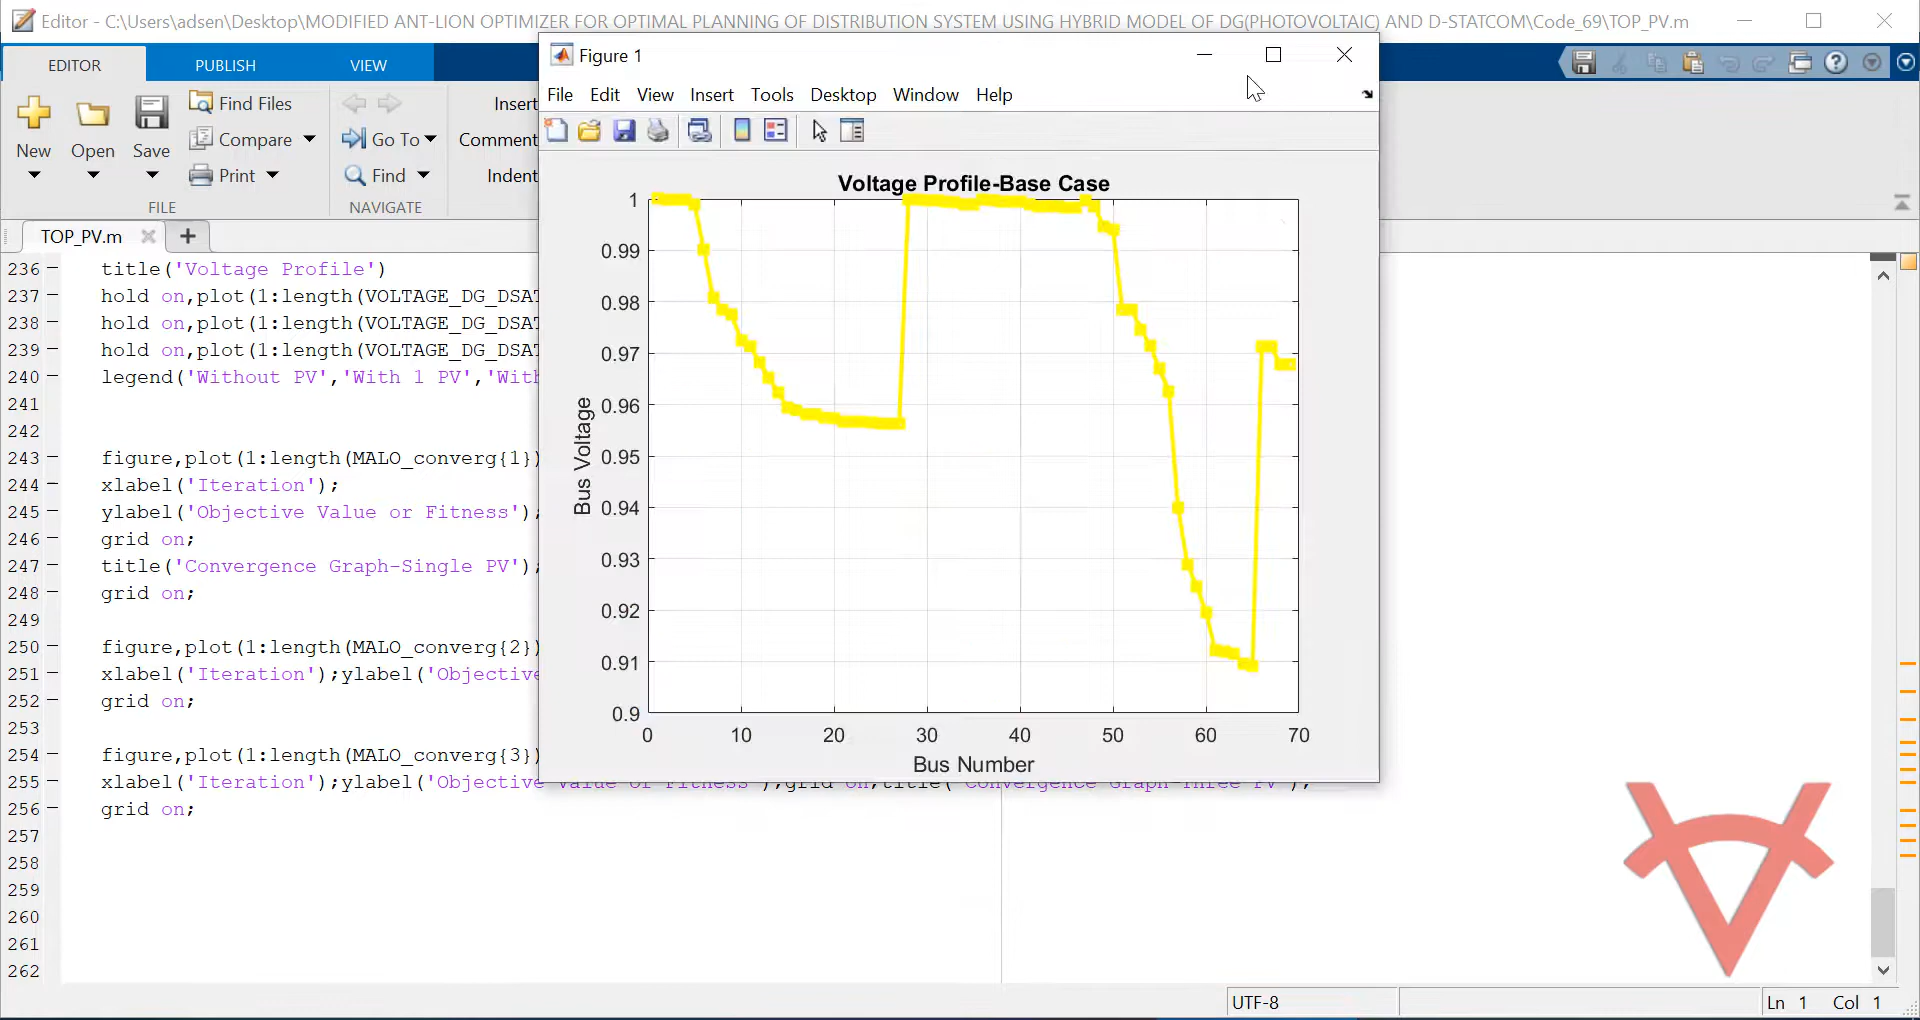 Editor - C:\Users\adsen\Desktop\MODIFIED ANT-LION OPTIMIZER FOR OPTIMAL PLANNING OF DISTRIBUTION SYSTEM USING HYBRID MODEL OF DG(PHOTOVOLTAIC) AND D-STATCOM\Code_69\TOP_PV.m
EDITOR PUBLISH VIEW
New Open Save
Find Files
Compare
Print
Go To
Find
Insert
Comment
Indent
FILE NAVIGATE
TOP_PV.m
236 title('Voltage Profile')
237 hold on,plot(1:length(VOLTAGE_DG_DSAT
238 hold on,plot(1:length(VOLTAGE_DG_DSAT
239 hold on,plot(1:length(VOLTAGE_DG_DSAT
240 legend('Without PV','With 1 PV','With
241
242
243 figure,plot(1:length(MALO_converg{1})
244 xlabel('Iteration');
245 ylabel('Objective Value or Fitness');
246 grid on;
247 title('Convergence Graph-Single PV');
248 grid on;
249
250 figure,plot(1:length(MALO_converg{2})
251 xlabel('Iteration');ylabel('Objective
252 grid on;
253
254 figure,plot(1:length(MALO_converg{3})
255 xlabel('Iteration');ylabel('Objective Value or Fitness');grid on,title('Convergence Graph-Three PV');
256 grid on;
257
258
259
260
261
262
Figure 1
File Edit View Insert Tools Desktop Window Help
Voltage Profile-Base Case
1
0.99
0.98
0.97
0.96
0.95
0.94
0.93
0.92
0.91
0.9
Bus Voltage
0 10 20 30 40 50 60 70
Bus Number
UTF-8
Ln 1 Col 1